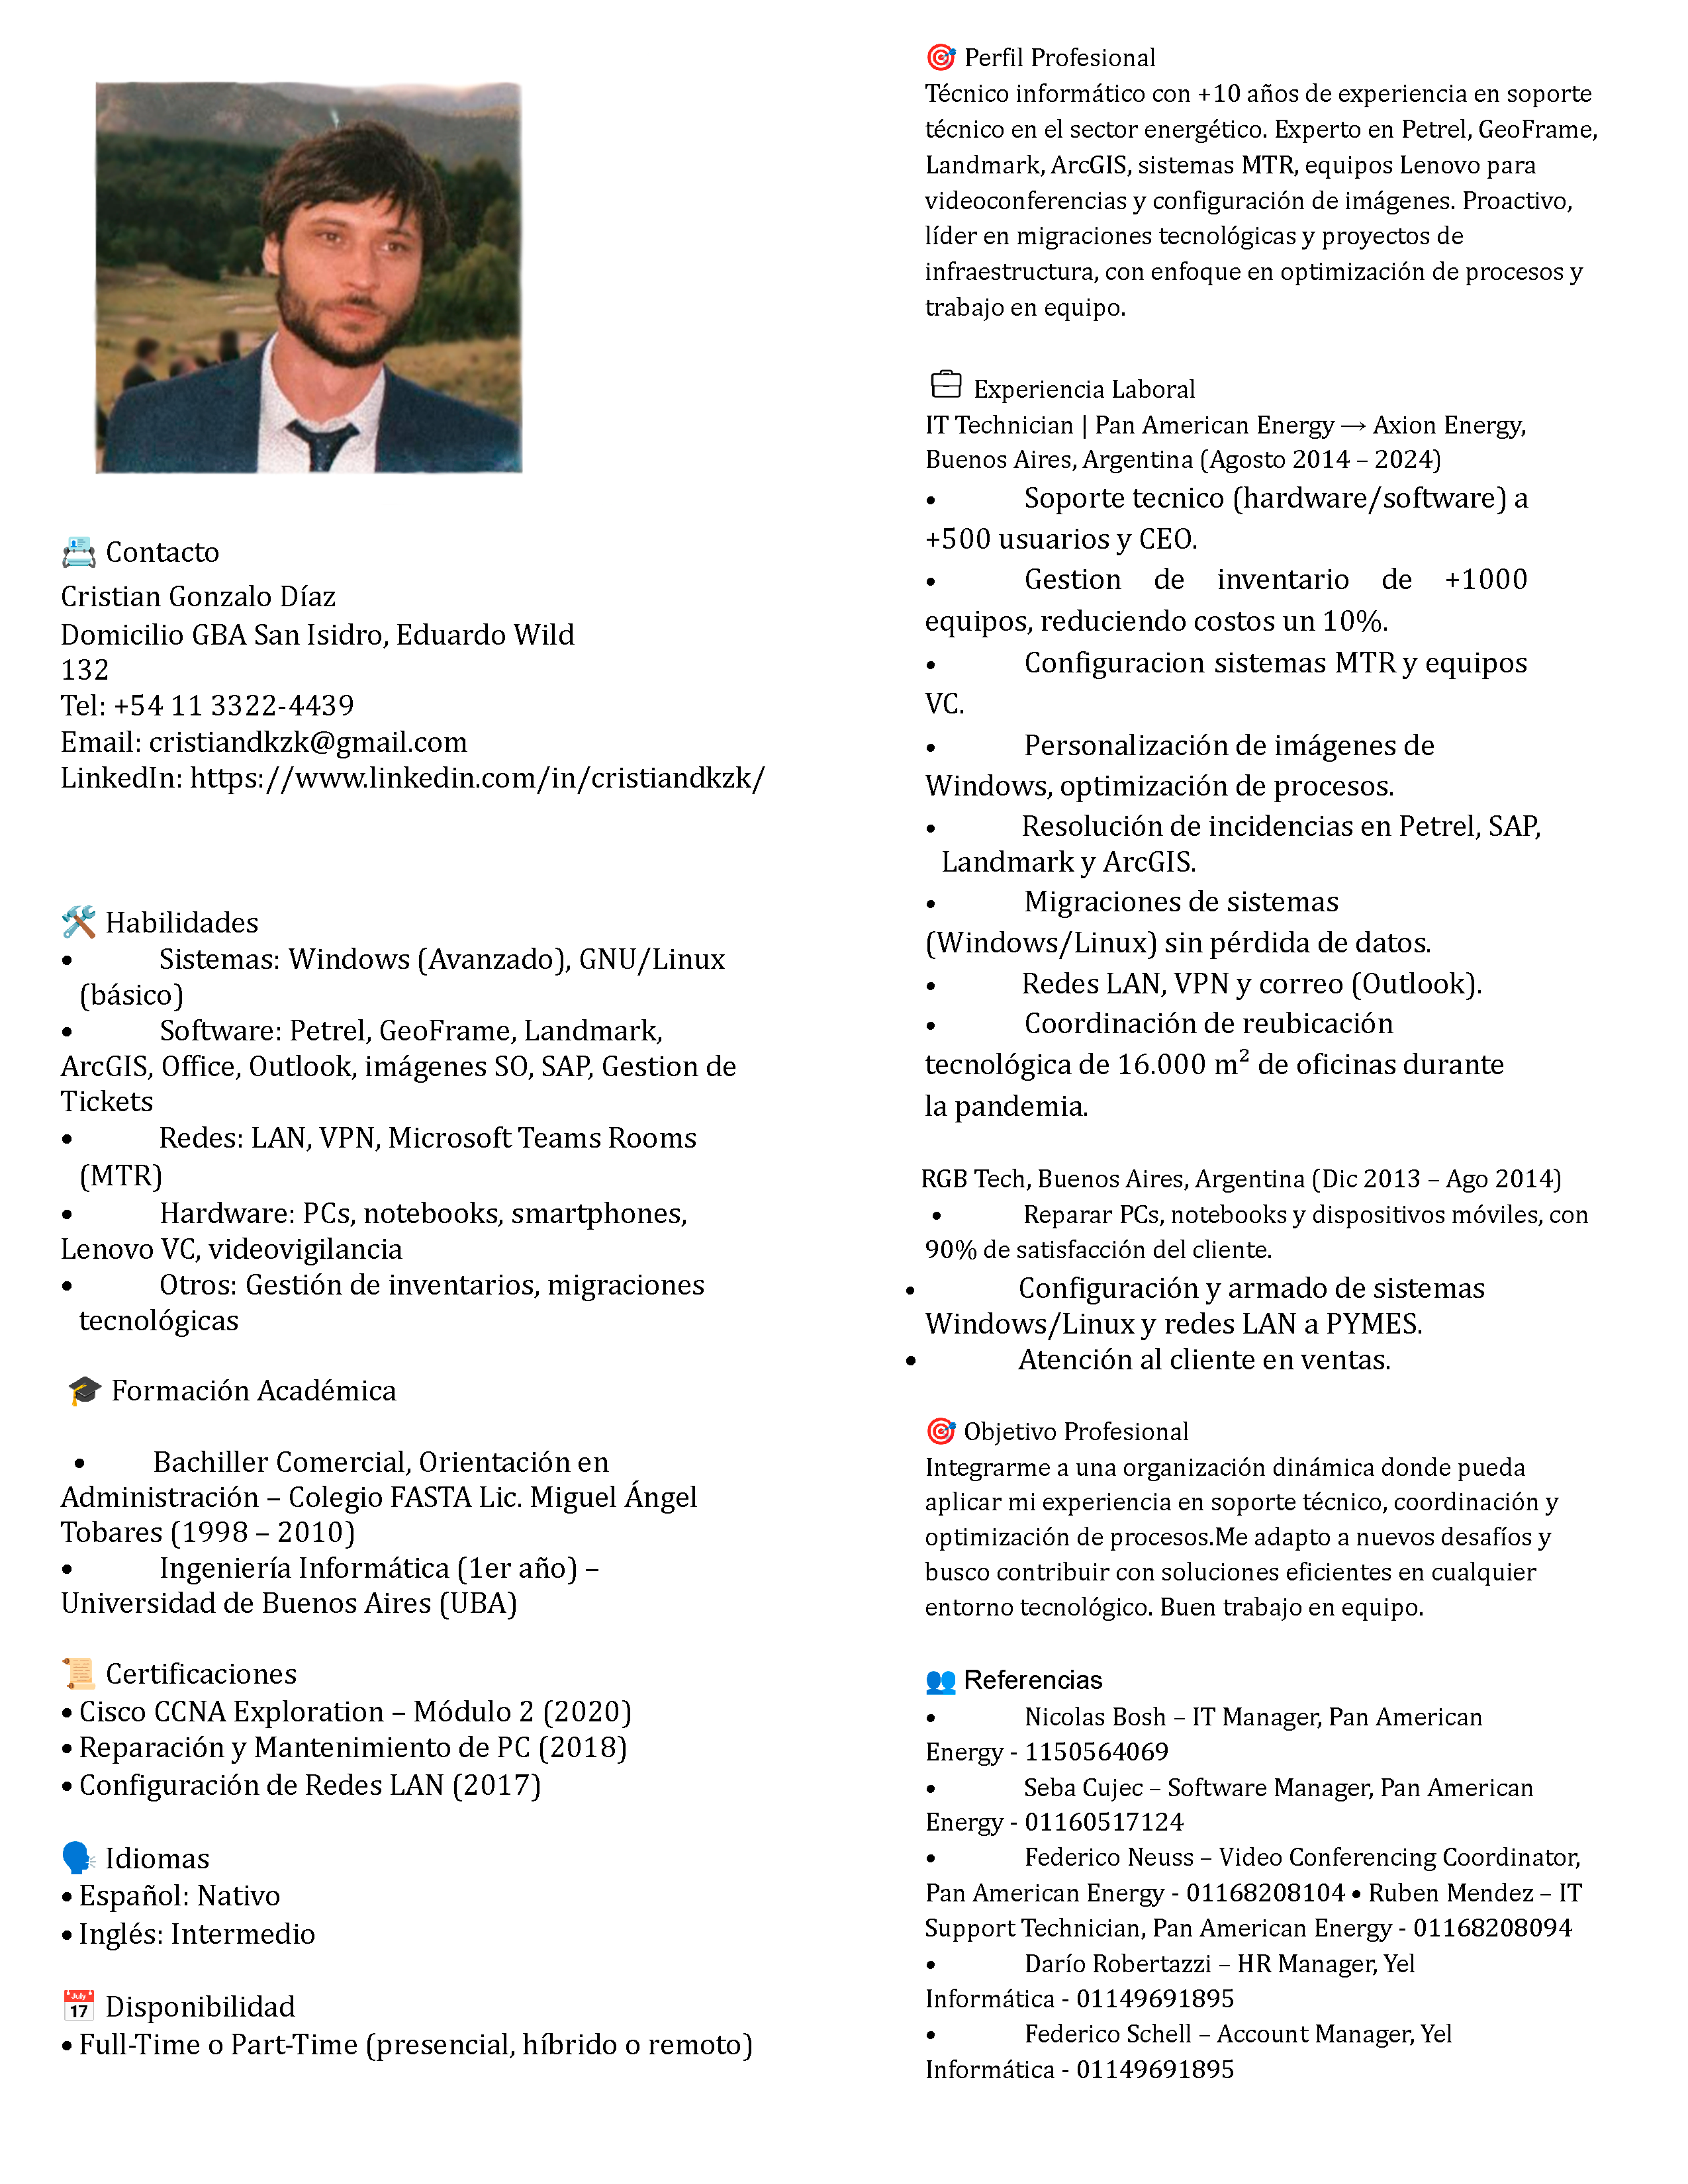 Contacto
Cristian Gonzalo Díaz
Domicilio GBA San Isidro, Eduardo Wild
132
Tel: +54 11 3322-4439
Email: cristiandkzk@gmail.com
LinkedIn: https://www.linkedin.com/in/cristiandkzk/
Habilidades
• Sistemas: Windows (Avanzado), GNU/Linux
(básico)
• Software: Petrel, GeoFrame, Landmark,
ArcGIS, Office, Outlook, imágenes SO, SAP, Gestion de
Tickets
• Redes: LAN, VPN, Microsoft Teams Rooms
(MTR)
• Hardware: PCs, notebooks, smartphones,
Lenovo VC, videovigilancia
• Otros: Gestión de inventarios, migraciones
tecnológicas
Formación Académica
• Bachiller Comercial, Orientación en
Administración – Colegio FASTA Lic. Miguel Ángel
Tobares (1998 – 2010)
• Ingeniería Informática (1er año) –
Universidad de Buenos Aires (UBA)
Certificaciones
• Cisco CCNA Exploration – Módulo 2 (2020)
• Reparación y Mantenimiento de PC (2018)
• Configuración de Redes LAN (2017)
Idiomas
• Español: Nativo
• Inglés: Intermedio
Disponibilidad
• Full-Time o Part-Time (presencial, híbrido o remoto)
Perfil Profesional
Técnico informático con +10 años de experiencia en soporte
técnico en el sector energético. Experto en Petrel, GeoFrame,
Landmark, ArcGIS, sistemas MTR, equipos Lenovo para
videoconferencias y configuración de imágenes. Proactivo,
líder en migraciones tecnológicas y proyectos de
infraestructura, con enfoque en optimización de procesos y
trabajo en equipo.
Experiencia Laboral
IT Technician | Pan American Energy → Axion Energy,
Buenos Aires, Argentina (Agosto 2014 – 2024)
• Soporte tecnico (hardware/software) a
+500 usuarios y CEO.
• Gestion de inventario de +1000
equipos, reduciendo costos un 10%.
• Configuracion sistemas MTR y equipos
VC.
• Personalización de imágenes de
Windows, optimización de procesos.
• Resolución de incidencias en Petrel, SAP,
Landmark y ArcGIS.
• Migraciones de sistemas
(Windows/Linux) sin pérdida de datos.
• Redes LAN, VPN y correo (Outlook).
• Coordinación de reubicación
tecnológica de 16.000 m² de oficinas durante
la pandemia.
RGB Tech, Buenos Aires, Argentina (Dic 2013 – Ago 2014)
• Reparar PCs, notebooks y dispositivos móviles, con
90% de satisfacción del cliente.
• Configuración y armado de sistemas
Windows/Linux y redes LAN a PYMES.
• Atención al cliente en ventas.
Objetivo Profesional
Integrarme a una organización dinámica donde pueda
aplicar mi experiencia en soporte técnico, coordinación y
optimización de procesos.Me adapto a nuevos desafíos y
busco contribuir con soluciones eficientes en cualquier
entorno tecnológico. Buen trabajo en equipo.
Referencias
• Nicolas Bosh – IT Manager, Pan American
Energy - 1150564069
• Seba Cujec – Software Manager, Pan American
Energy - 01160517124
• Federico Neuss – Video Conferencing Coordinator,
Pan American Energy - 01168208104 • Ruben Mendez – IT
Support Technician, Pan American Energy - 01168208094
• Darío Robertazzi – HR Manager, Yel
Informática - 01149691895
• Federico Schell – Account Manager, Yel
Informática - 01149691895